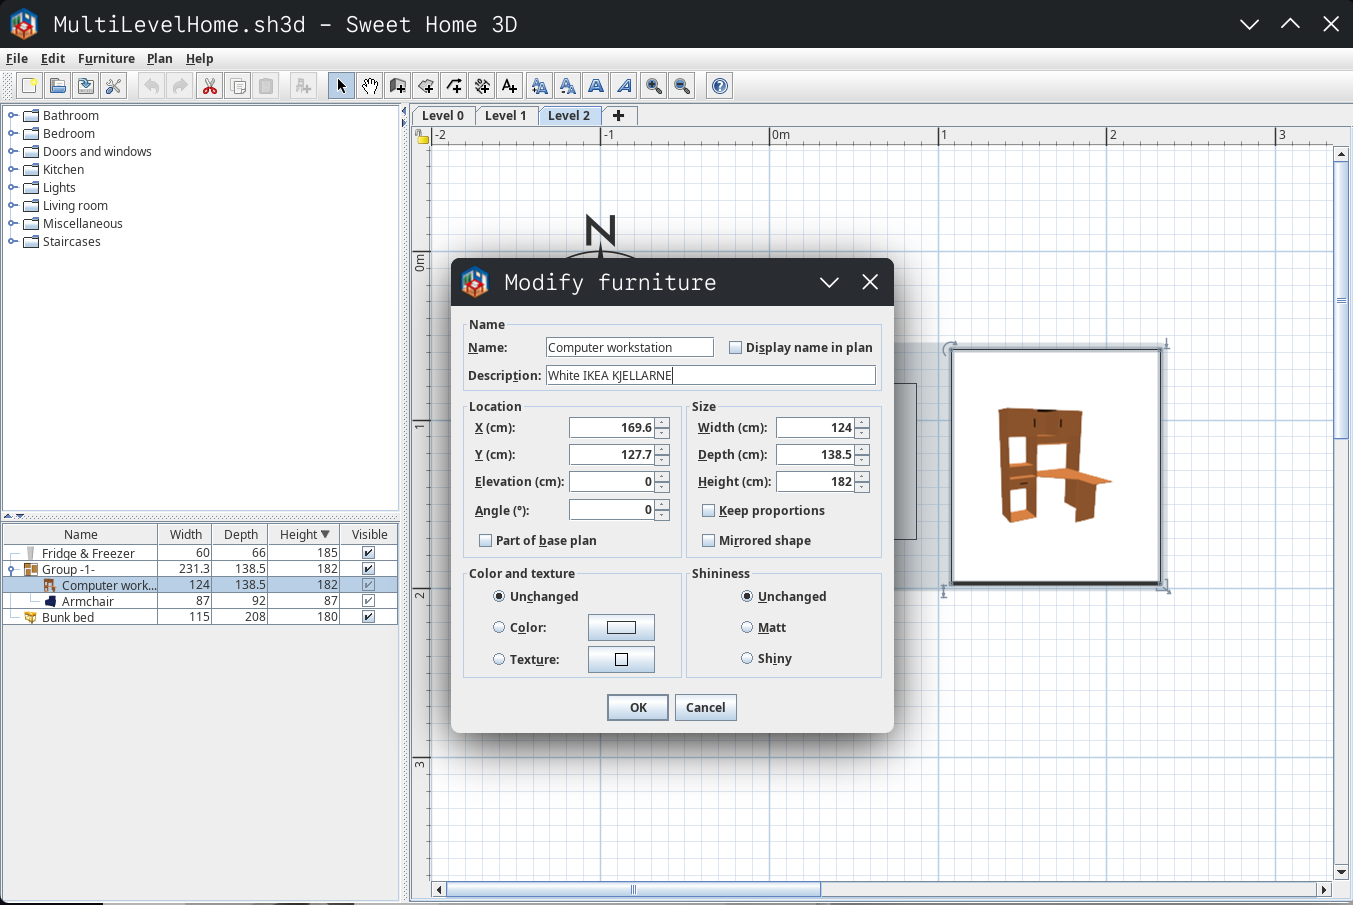 MultiLevelHome.sh3d – Sweet Home 3D
File Edit Furniture Plan Help
Bathroom
Bedroom
Doors and windows
Kitchen
Lights
Living room
Miscellaneous
Staircases
Name Width Depth Height Visible
Fridge & Freezer 60 66 185
Group -1- 231.3 138.5 182
Computer work... 124 138.5 182
Armchair 87 92 87
Bunk bed 115 208 180
Level 0 Level 1 Level 2
-2 -1 0m 1 2 3
0m
1
2
3
N
Modify furniture
Name
Name: Computer workstation Display name in plan
Description: White IKEA KJELLARNE
Location
X (cm): 169.6
Y (cm): 127.7
Elevation (cm): 0
Angle (°): 0
Part of base plan
Size
Width (cm): 124
Depth (cm): 138.5
Height (cm): 182
Keep proportions
Mirrored shape
Color and texture
Unchanged
Color:
Texture:
Shininess
Unchanged
Matt
Shiny
OK Cancel